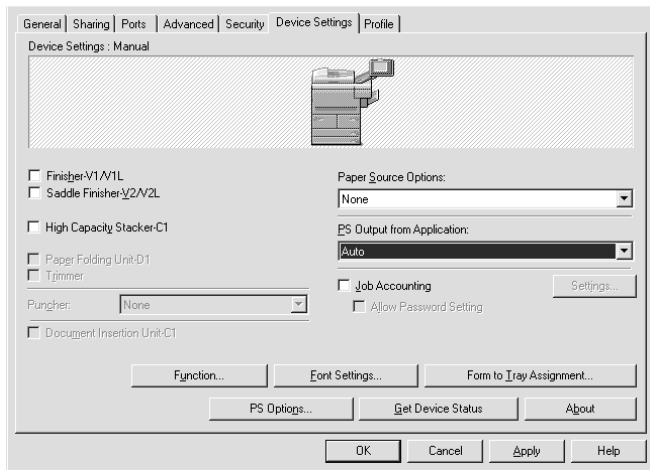 General Sharing Ports Advanced Security Device Settings Profile
Device Settings : Manual
Finisher-V1/V1L
Saddle Finisher-V2/V2L
High Capacity Stacker-C1
Paper Folding Unit-D1
Trimmer
Puncher: None
Document Insertion Unit-C1
Paper Source Options:
None
PS Output from Application:
Auto
Job Accounting Settings...
Allow Password Setting
Function... Font Settings... Form to Tray Assignment...
PS Options... Get Device Status About
OK Cancel Apply Help